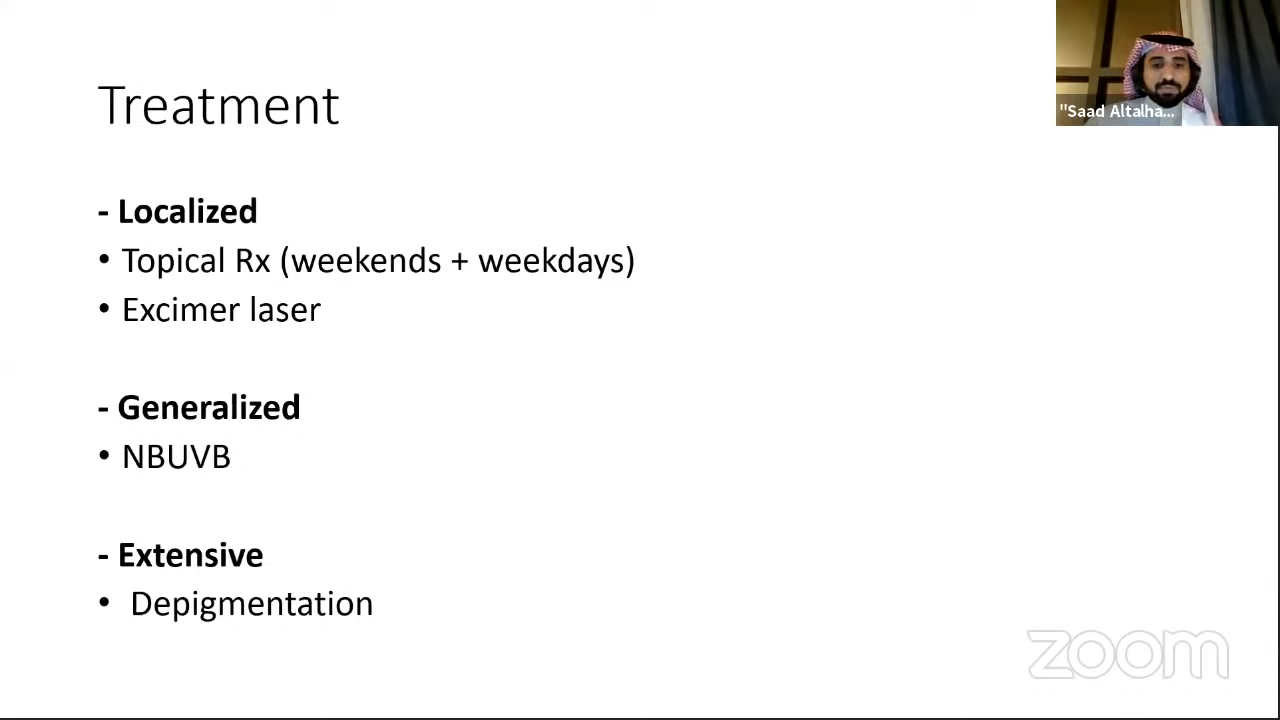 Treatment
- Localized
• Topical Rx (weekends + weekdays)
• Excimer laser
- Generalized
• NBUVB
- Extensive
• Depigmentation
"Saad Altalha...
zoom